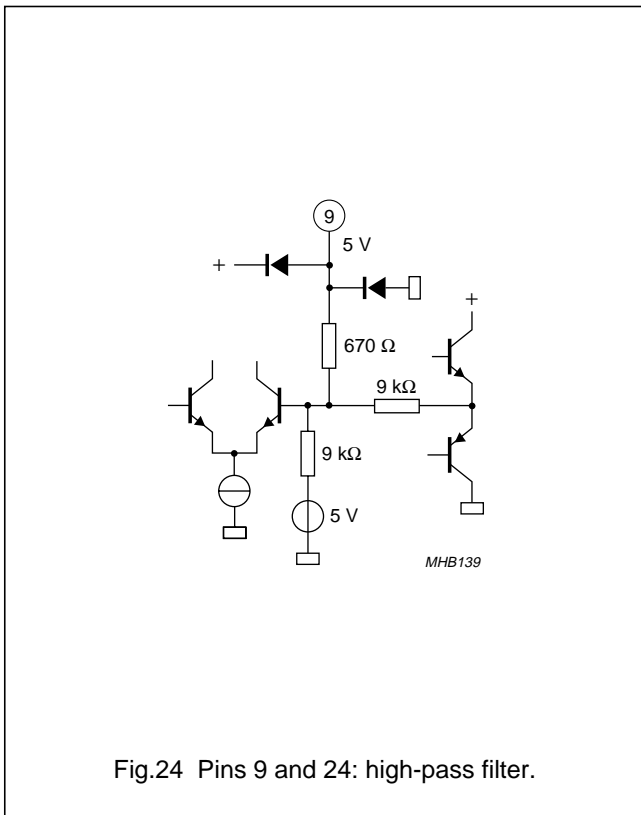 9
5 V
+
+
670 Ω
9 kΩ
9 kΩ
5 V
MHB139
Fig.24 Pins 9 and 24: high-pass filter.